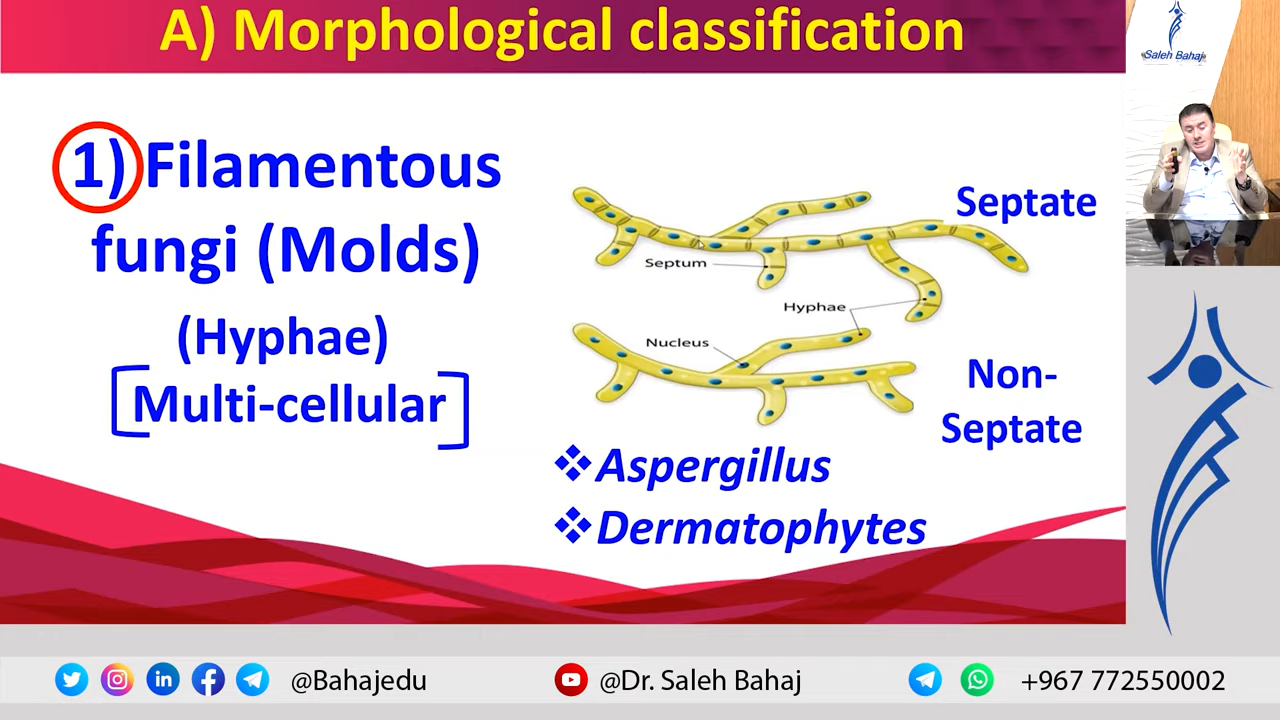 A) Morphological classification
1) Filamentous
fungi (Molds)
(Hyphae)
[Multi-cellular]
Septate
Septum
Hyphae
Nucleus
Non-
Septate
❖Aspergillus
❖Dermatophytes
Saleh Bahaj
@Bahajedu
@Dr. Saleh Bahaj
+967 772550002